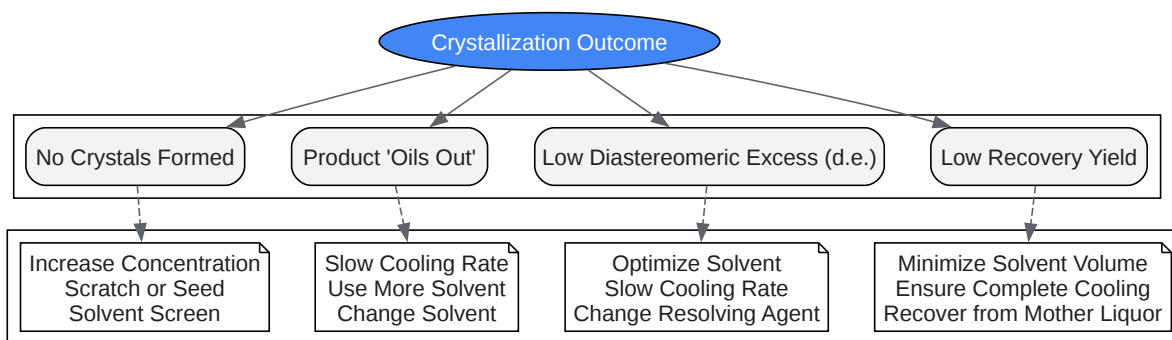 Crystallization Outcome
No Crystals Formed
Product 'Oils Out'
Low Diastereomeric Excess (d.e.)
Low Recovery Yield
Increase Concentration
Scratch or Seed
Solvent Screen
Slow Cooling Rate
Use More Solvent
Change Solvent
Optimize Solvent
Slow Cooling Rate
Change Resolving Agent
Minimize Solvent Volume
Ensure Complete Cooling
Recover from Mother Liquor